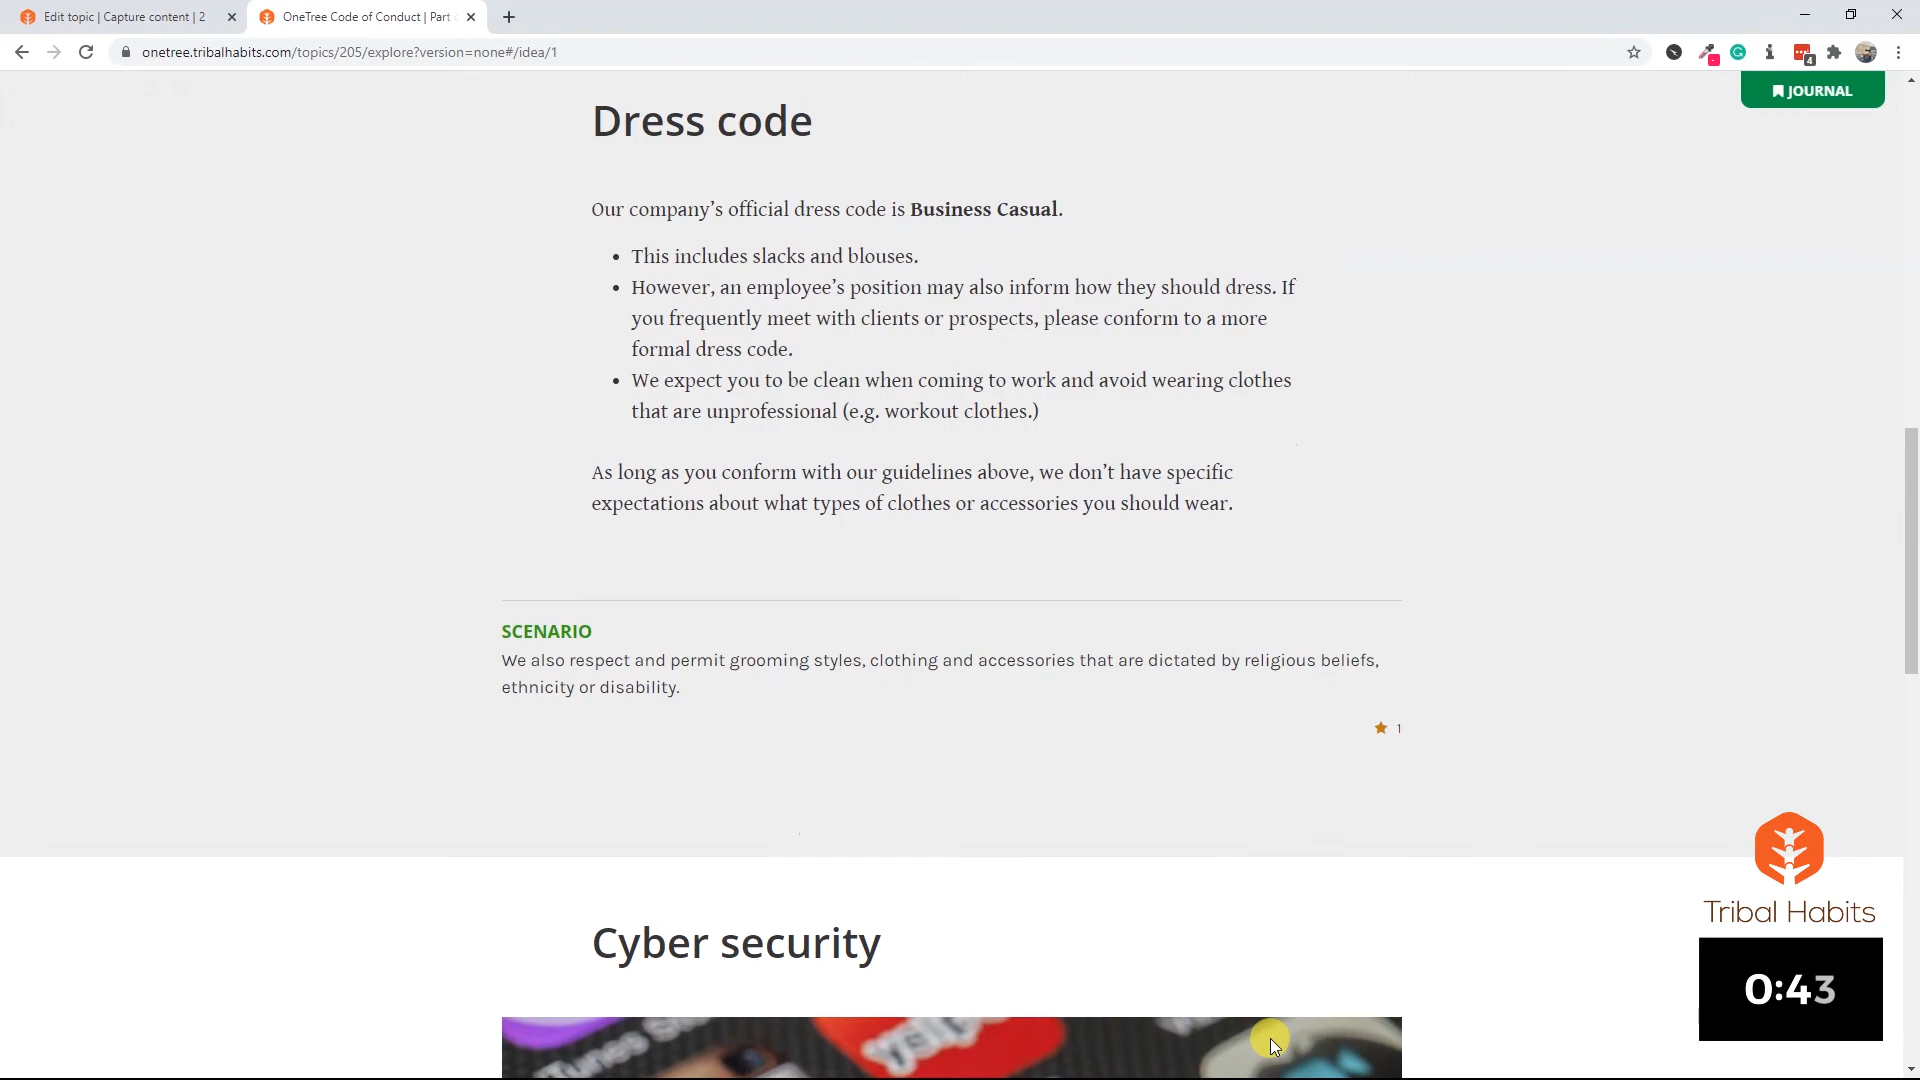 Edit topic | Capture content | 2
OneTree Code of Conduct | Part
onetree.tribalhabits.com/topics/205/explore?version=none#/idea/1
4
JOURNAL
Dress code
Our company’s official dress code is Business Casual.
• This includes slacks and blouses.
• However, an employee’s position may also inform how they should dress. If
you frequently meet with clients or prospects, please conform to a more
formal dress code.
• We expect you to be clean when coming to work and avoid wearing clothes
that are unprofessional (e.g. workout clothes.)
As long as you conform with our guidelines above, we don’t have specific
expectations about what types of clothes or accessories you should wear.
SCENARIO
We also respect and permit grooming styles, clothing and accessories that are dictated by religious beliefs,
ethnicity or disability.
1
Tribal Habits
Cyber security
0:43
iTunes
yelp